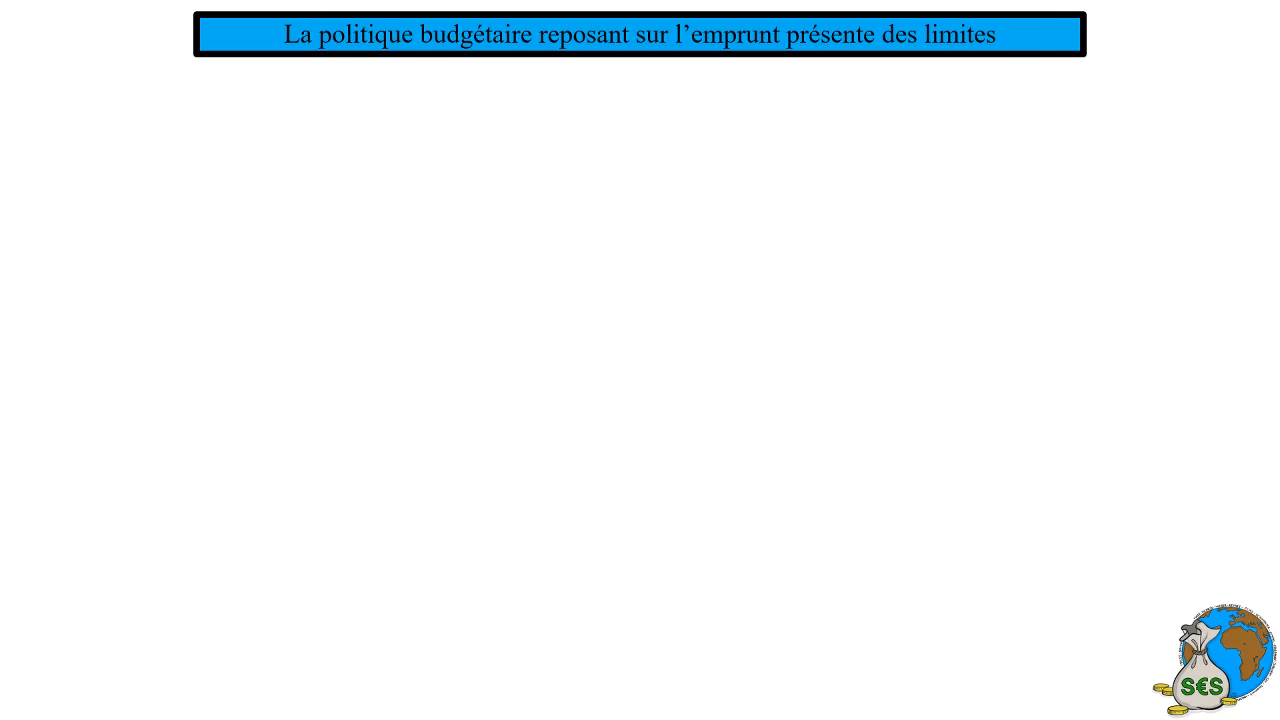 La politique budgétaire reposant sur l’emprunt présente des limites
S€S